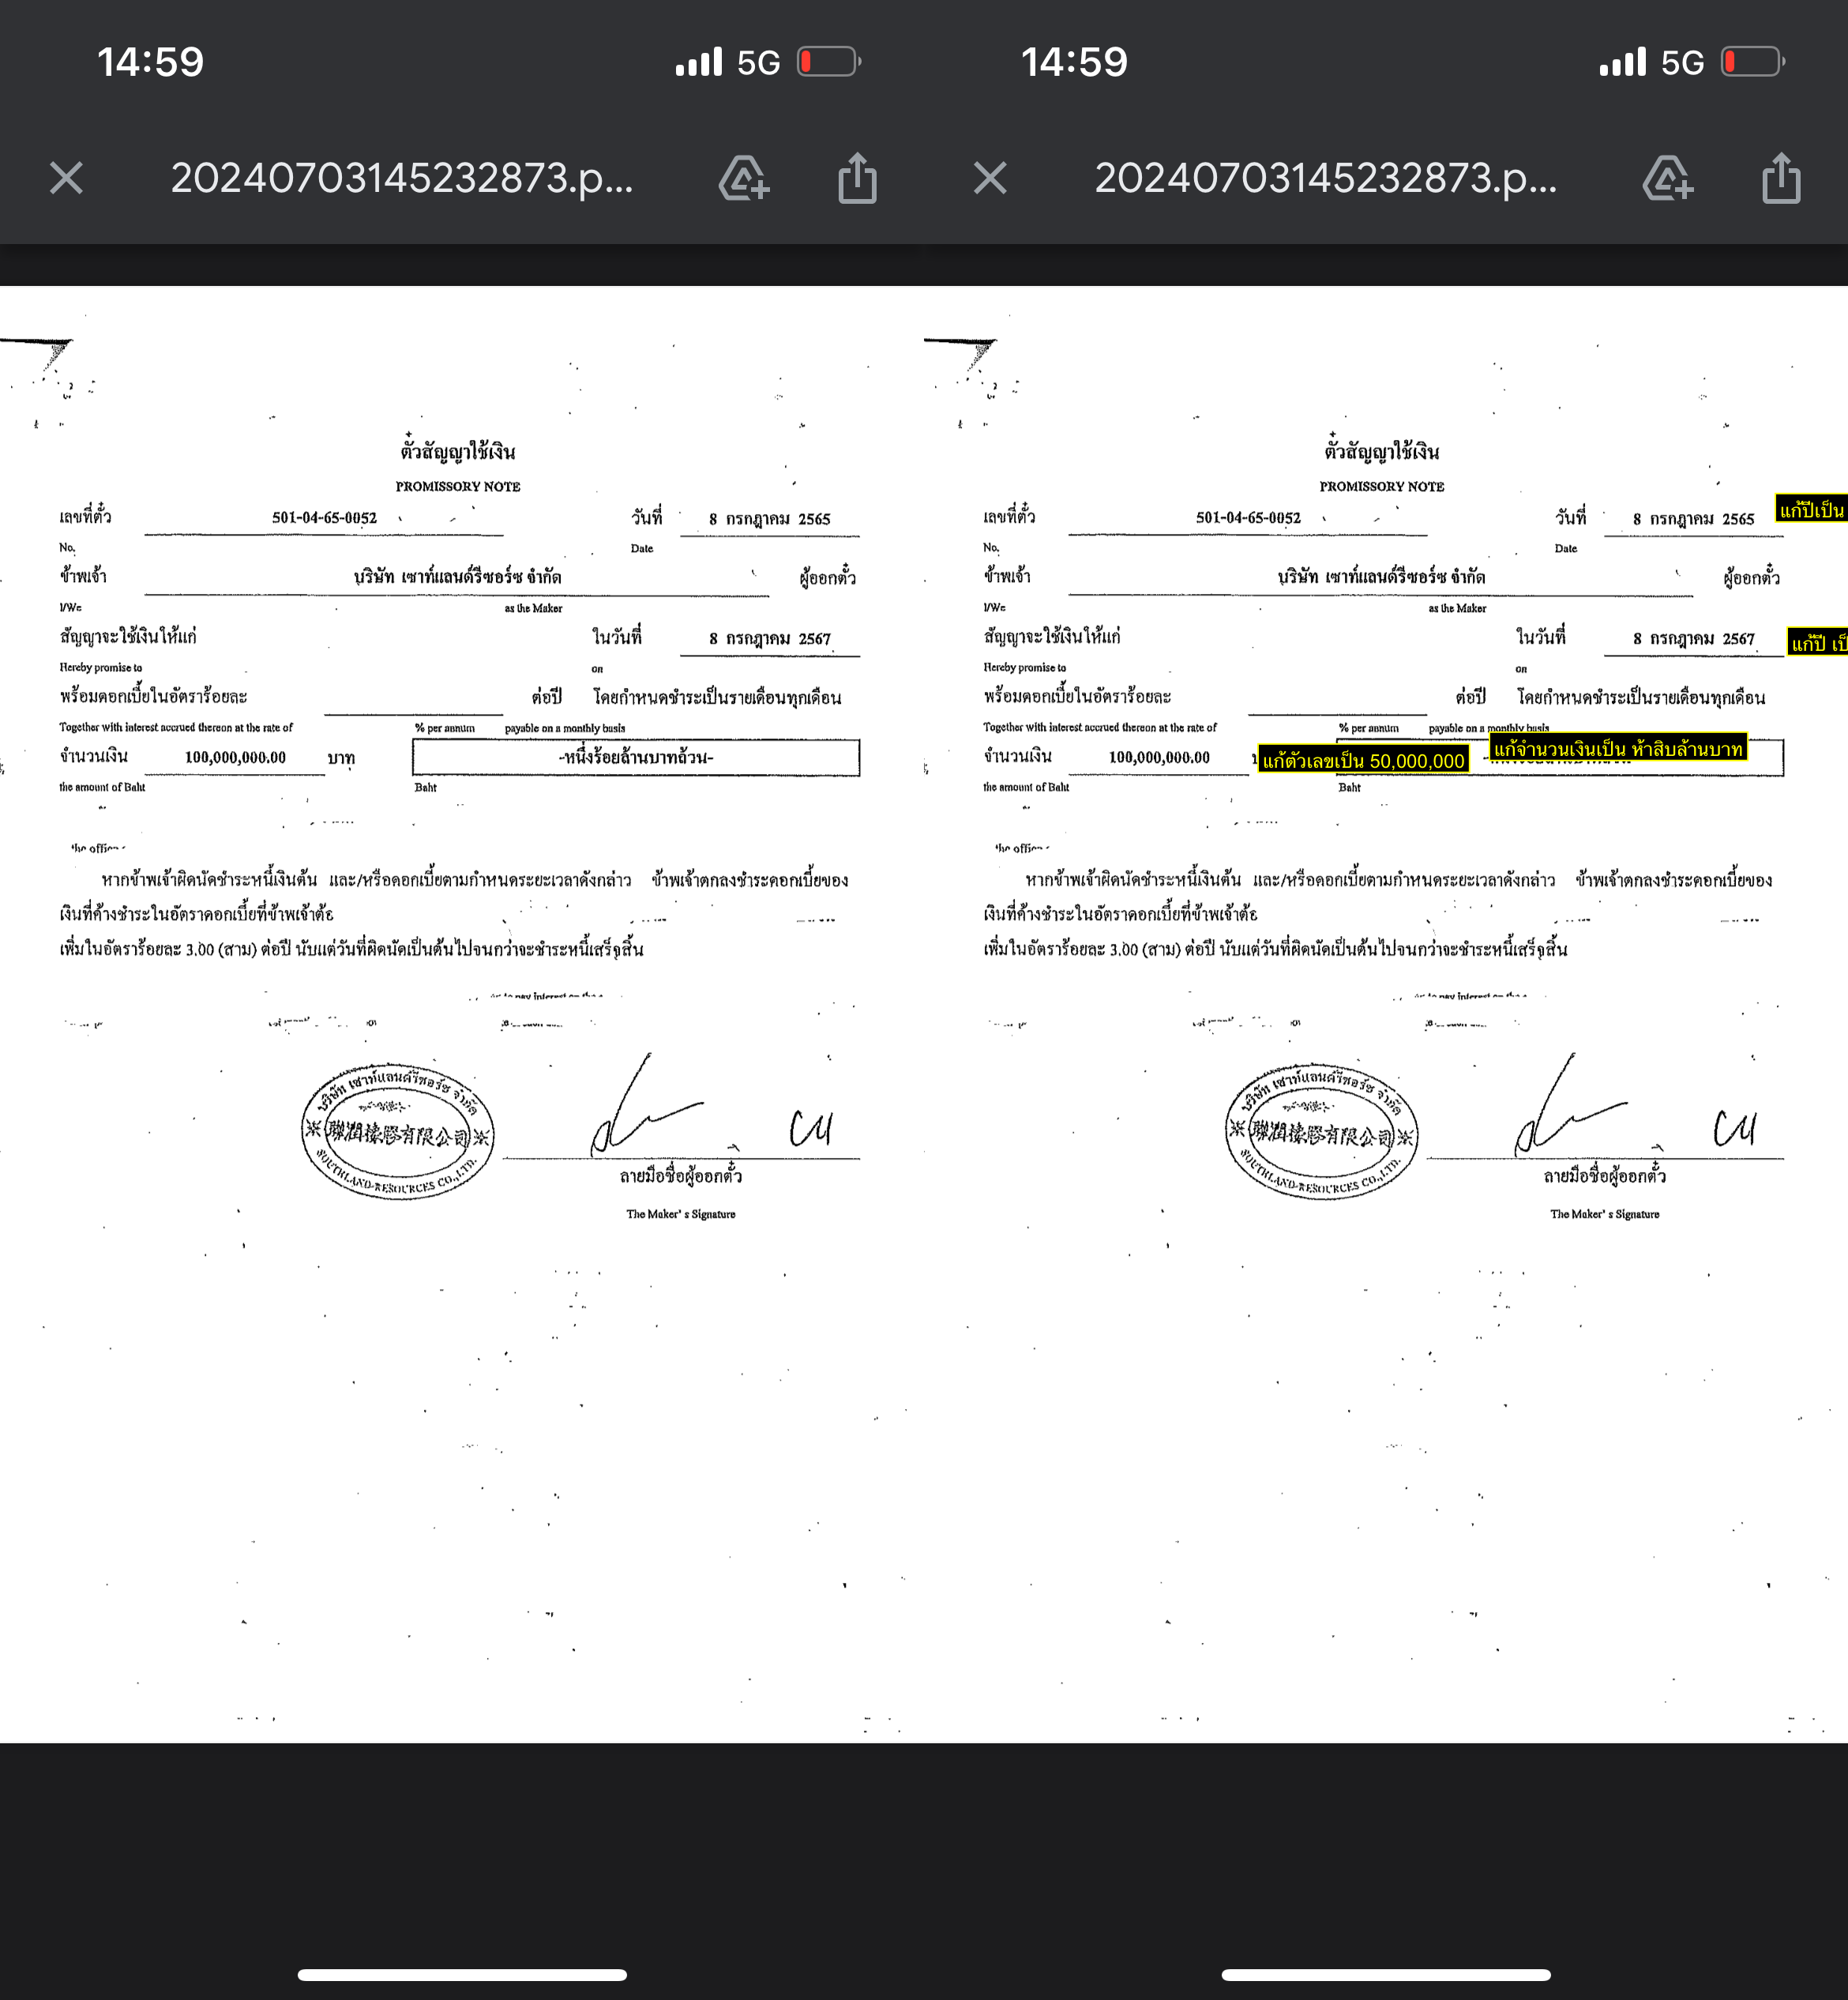 14:59 5G
20240703145232873.p...
ตั๋วสัญญาใช้เงิน
PROMISSORY NOTE
เลขที่ตั๋ว 501-04-65-0052 วันที่ 8 กรกฎาคม 2565
No. Date
ข้าพเจ้า บริษัท เซาท์แลนด์รีซอร์ซ จำกัด ผู้ออกตั๋ว
I/We as the Maker
สัญญาจะใช้เงินให้แก่ ในวันที่ 8 กรกฎาคม 2567
Hereby promise to on
พร้อมดอกเบี้ยในอัตราร้อยละ ต่อปี โดยกำหนดชำระเป็นรายเดือนทุกเดือน
Together with interest accrued thereon at the rate of % per annum payable on a monthly basis
จำนวนเงิน 100,000,000.00 บาท -หนึ่งร้อยล้านบาทถ้วน-
the amount of Baht Baht
หากข้าพเจ้าผิดนัดชำระหนี้เงินต้น และ/หรือดอกเบี้ยตามกำหนดระยะเวลาดังกล่าว ข้าพเจ้าตกลงชำระดอกเบี้ยของ
เงินที่ค้างชำระในอัตราดอกเบี้ยที่ข้าพเจ้าต้
เพิ่มในอัตราร้อยละ 3.00 (สาม) ต่อปี นับแต่วันที่ผิดนัดเป็นต้นไปจนกว่าจะชำระหนี้เสร็จสิ้น
to pay interest on
บริษัท เซาท์แลนด์รีซอร์ซ จำกัด
有限公司
SOUTHLAND-RESOURCES CO.,LTD.
ลายมือชื่อผู้ออกตั๋ว
The Maker' s Signature
14:59 5G
20240703145232873.p...
ตั๋วสัญญาใช้เงิน
PROMISSORY NOTE
เลขที่ตั๋ว 501-04-65-0052 วันที่ 8 กรกฎาคม 2565 แก้ปีเป็น
No. Date
ข้าพเจ้า บริษัท เซาท์แลนด์รีซอร์ซ จำกัด ผู้ออกตั๋ว
I/We as the Maker
สัญญาจะใช้เงินให้แก่ ในวันที่ 8 กรกฎาคม 2567 แก้ปี เป็
Hereby promise to on
พร้อมดอกเบี้ยในอัตราร้อยละ ต่อปี โดยกำหนดชำระเป็นรายเดือนทุกเดือน
Together with interest accrued thereon at the rate of % per annum payable on a monthly basis
จำนวนเงิน 100,000,000.00 แก้ตัวเลขเป็น 50,000,000 แก้จำนวนเงินเป็น ห้าสิบล้านบาท
the amount of Baht Baht
หากข้าพเจ้าผิดนัดชำระหนี้เงินต้น และ/หรือดอกเบี้ยตามกำหนดระยะเวลาดังกล่าว ข้าพเจ้าตกลงชำระดอกเบี้ยของ
เงินที่ค้างชำระในอัตราดอกเบี้ยที่ข้าพเจ้าต้
เพิ่มในอัตราร้อยละ 3.00 (สาม) ต่อปี นับแต่วันที่ผิดนัดเป็นต้นไปจนกว่าจะชำระหนี้เสร็จสิ้น
to pay interest on
บริษัท เซาท์แลนด์รีซอร์ซ จำกัด
有限公司
SOUTHLAND-RESOURCES CO.,LTD.
ลายมือชื่อผู้ออกตั๋ว
The Maker' s Signature